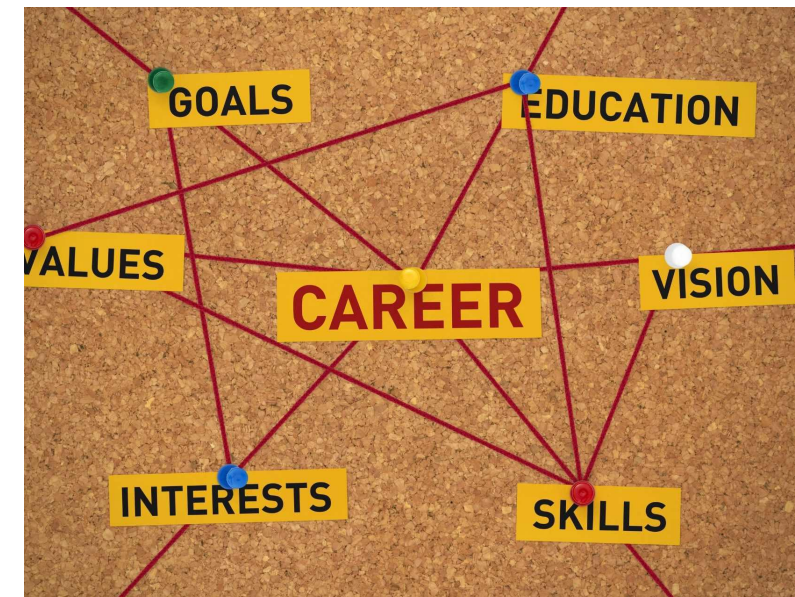 GOALS
EDUCATION
VALUES
CAREER
VISION
INTERESTS
SKILLS